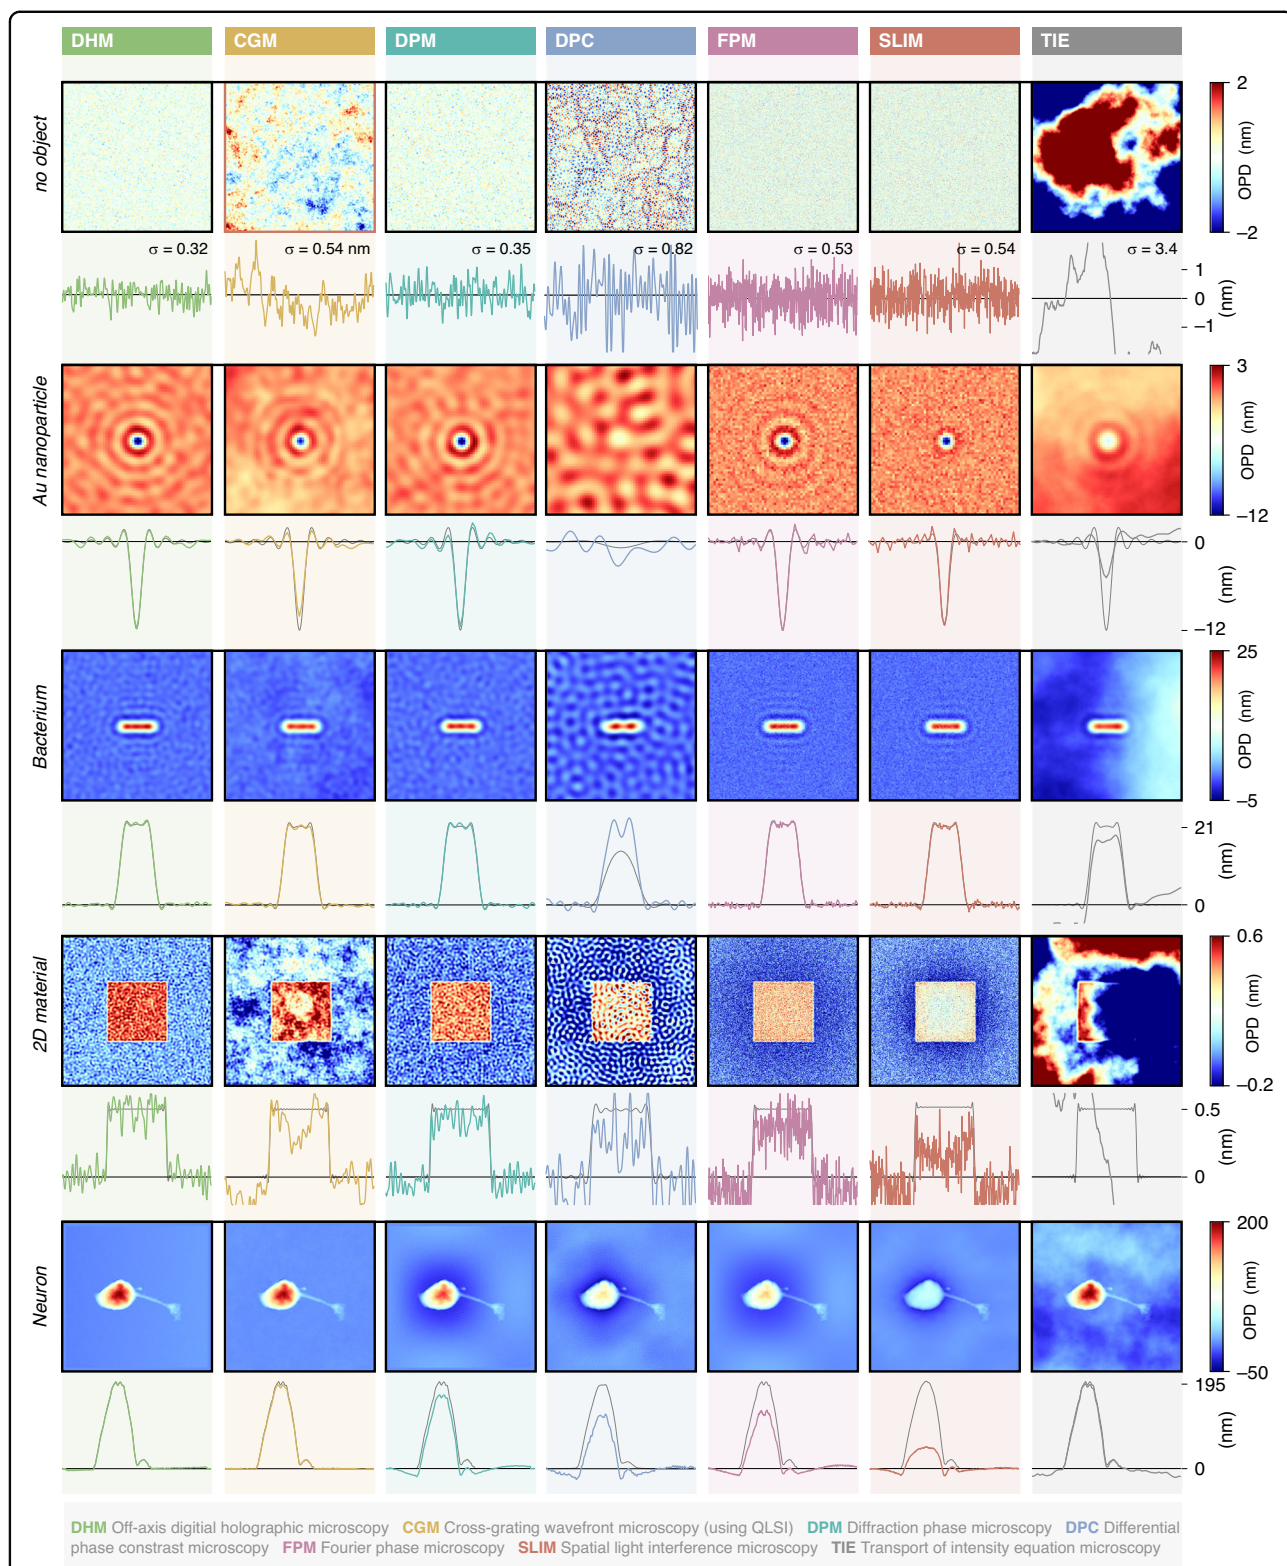 DHM CGM DPM DPC FPM SLIM TIE
no object
2
OPD (nm)
−2
σ = 0.32 σ = 0.54 nm σ = 0.35 σ = 0.82 σ = 0.53 σ = 0.54 σ = 3.4
1
0
−1
(nm)
Au nanoparticle
3
OPD (nm)
−12
0
−12
(nm)
Bacterium
25
OPD (nm)
−5
21
0
(nm)
2D material
0.6
OPD (nm)
−0.2
0.5
0
(nm)
Neuron
200
OPD (nm)
−50
195
0
(nm)
DHM Off-axis digitial holographic microscopy CGM Cross-grating wavefront microscopy (using QLSI) DPM Diffraction phase microscopy DPC Differential
phase constrast microscopy FPM Fourier phase microscopy SLIM Spatial light interference microscopy TIE Transport of intensity equation microscopy